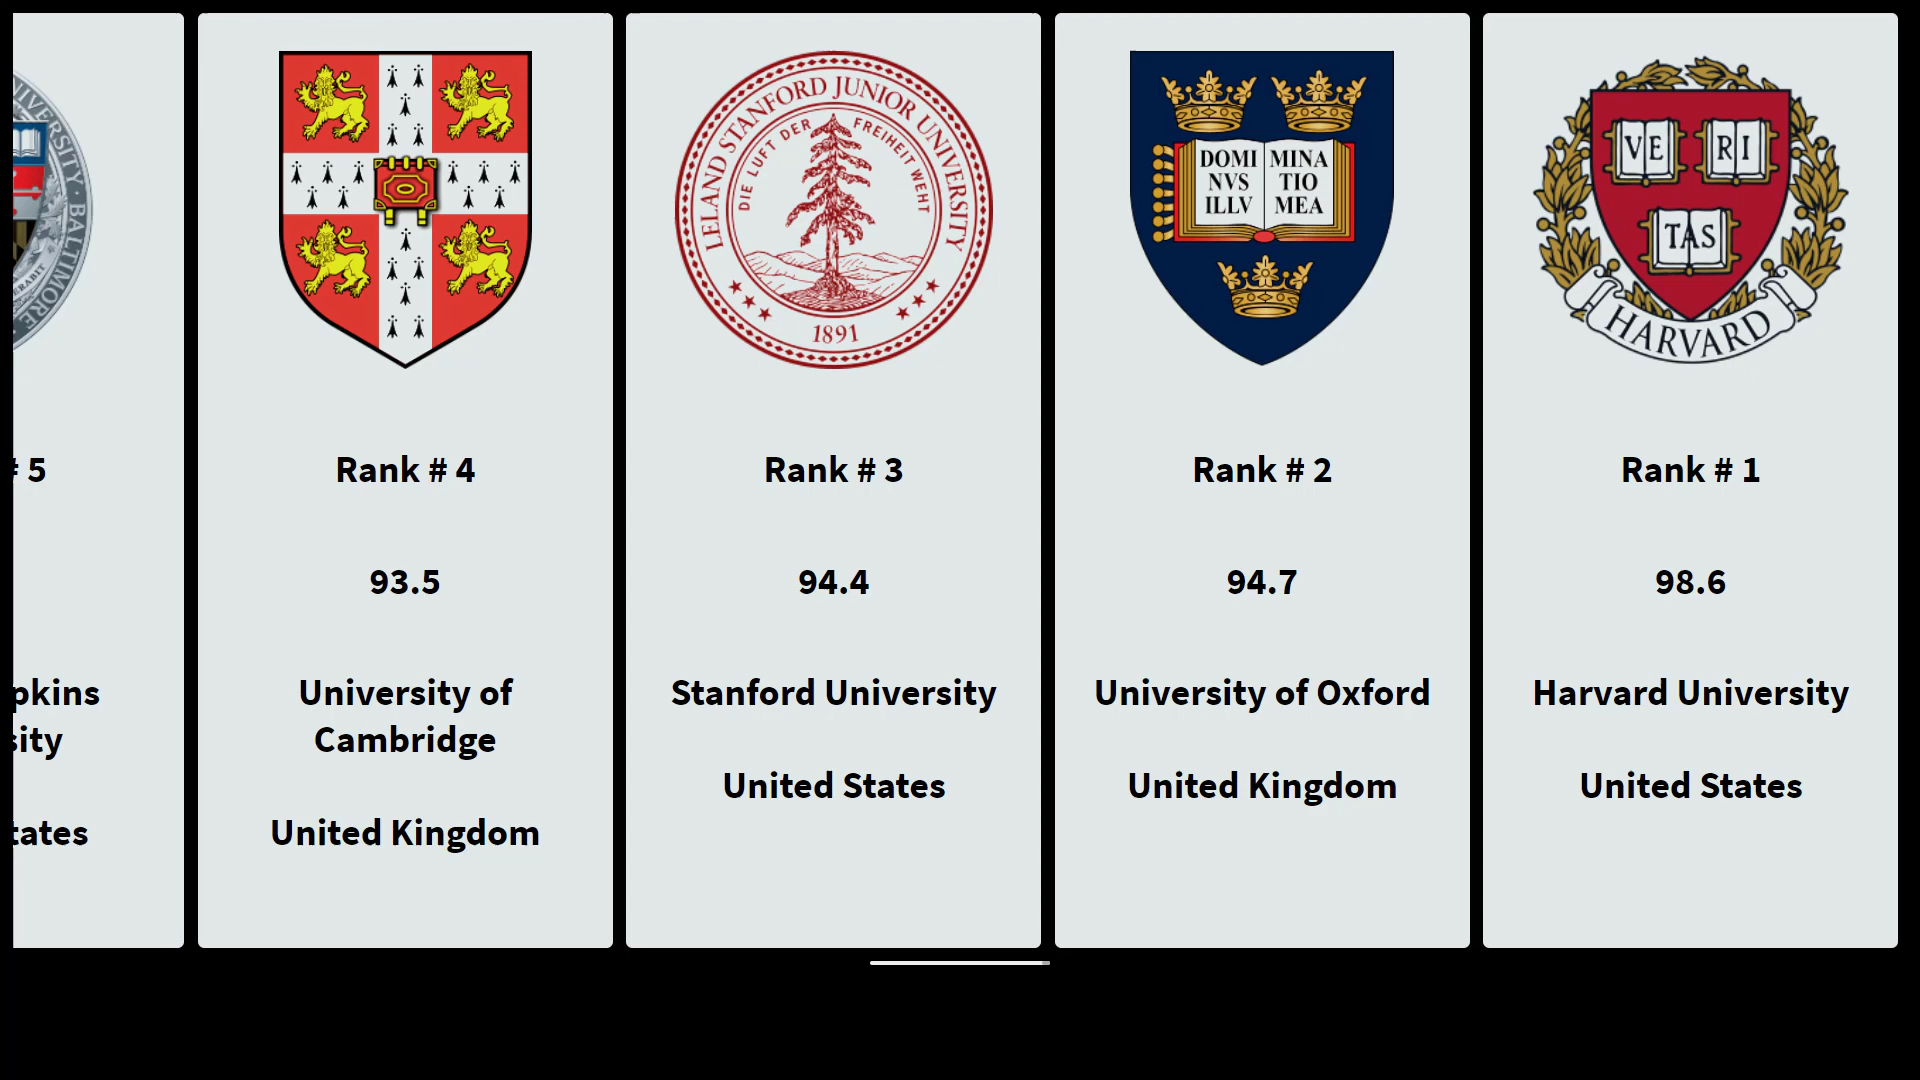 UNIVERSITY · BALTIMORE
# 5
pkins
sity
tates
Rank # 4
93.5
University of
Cambridge
United Kingdom
LELAND STANFORD JUNIOR UNIVERSITY
DIE LUFT DER FREIHEIT WEHT
1891
Rank # 3
94.4
Stanford University
United States
DOMI MINA
NVS TIO
ILLV MEA
Rank # 2
94.7
University of Oxford
United Kingdom
VE RI
TAS
HARVARD
Rank # 1
98.6
Harvard University
United States